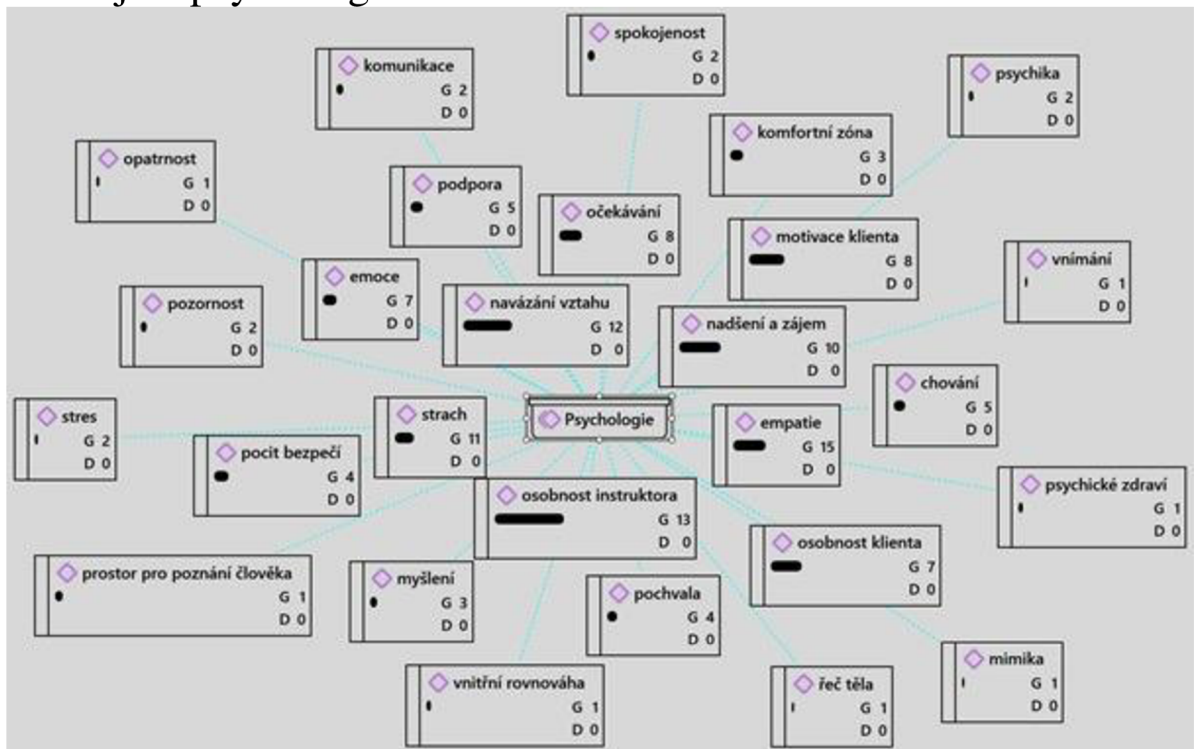 spokojenost
G 2
D 0
komunikace
G 2
D 0
psychika
G 2
D 0
komfortní zóna
G 3
D 0
opatrnost
G 1
D 0
podpora
G 5
D 0
očekávání
G 8
D 0
motivace klienta
G 8
D 0
vnímání
G 1
D 0
emoce
G 7
D 0
pozornost
G 2
D 0
navázání vztahu
G 12
D 0
nadšení a zájem
G 10
D 0
chování
G 5
D 0
stres
G 2
D 0
strach
G 11
D 0
Psychologie
empatie
G 15
D 0
pocit bezpečí
G 4
D 0
psychické zdraví
G 1
D 0
osobnost instruktora
G 13
D 0
osobnost klienta
G 7
D 0
prostor pro poznání člověka
G 1
D 0
myšlení
G 3
D 0
pochvala
G 4
D 0
mimika
G 1
D 0
vnitřní rovnováha
G 1
D 0
řeč těla
G 1
D 0